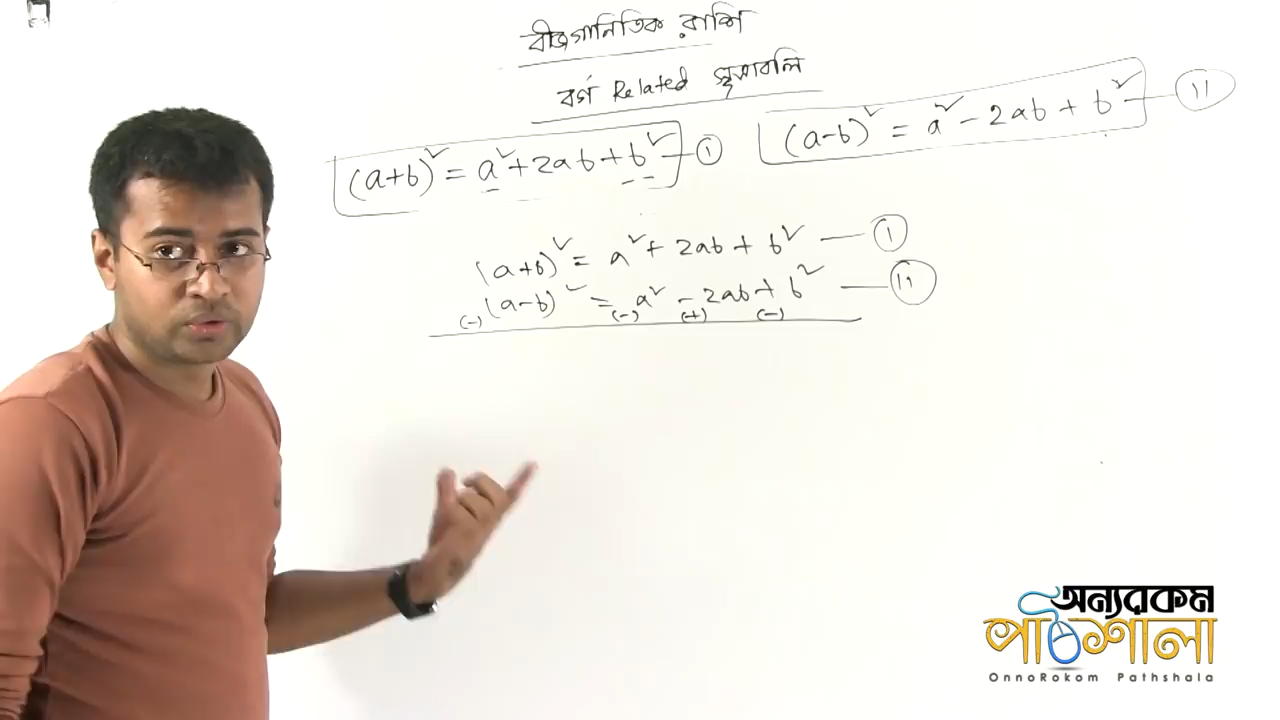 বীজগানিতিক রাশি
বর্গ Related সূত্রাবলি
(a+b)² = a² + 2ab + b² — ①
(a-b)² = a² - 2ab + b² — ⑪
(a+b)² = a² + 2ab + b² — ①
(a-b)² = a² - 2ab + b² — ⑪
(-) (-) (+) (-)
অন্যরকম
পাঠশালা
OnnoRokom Pathshala